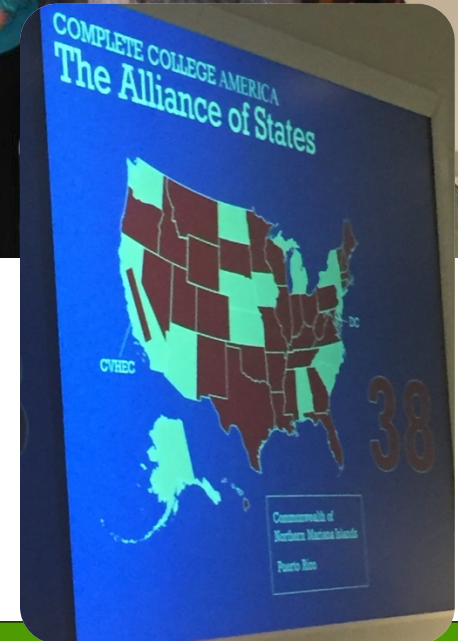 COMPLETE COLLEGE AMERICA
The Alliance of States
DC
CVHEC
38
Commonwealth of
Northern Mariana Islands
Puerto Rico